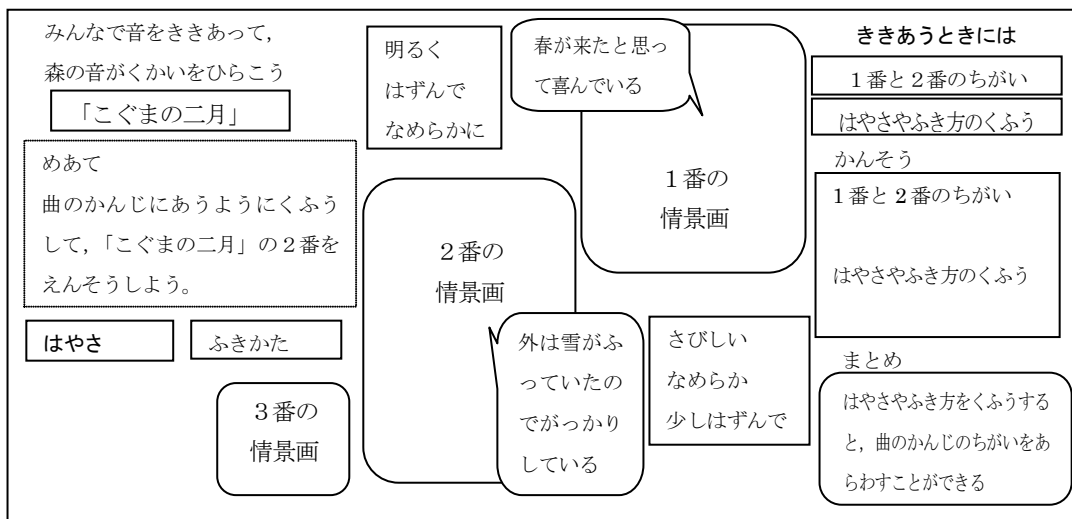 みんなで音をききあって，
森の音がくかいをひらこう
「こぐまの二月」
めあて
曲のかんじにあうようにくふう
して，「こぐまの二月」の２番を
えんそうしよう。
はやさ
ふきかた
３番の
情景画
明るく
はずんで
なめらかに
２番の
情景画
外は雪がふ
っていたの
でがっかり
している
春が来たと思っ
て喜んでいる
１番の
情景画
さびしい
なめらか
少しはずんで
ききあうときには
１番と２番のちがい
はやさやふき方のくふう
かんそう
１番と２番のちがい
はやさやふき方のくふう
まとめ
はやさやふき方をくふうする
と，曲のかんじのちがいをあ
らわすことができる